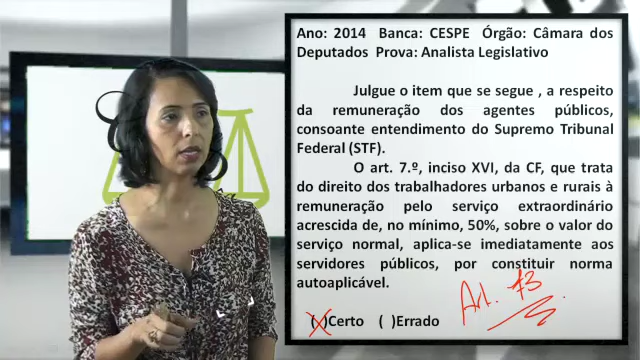 Ano: 2014 Banca: CESPE Órgão: Câmara dos
Deputados Prova: Analista Legislativo
Julgue o item que se segue , a respeito
da remuneração dos agentes públicos,
consoante entendimento do Supremo Tribunal
Federal (STF).
O art. 7.º, inciso XVI, da CF, que trata
do direito dos trabalhadores urbanos e rurais à
remuneração pelo serviço extraordinário
acrescida de, no mínimo, 50%, sobre o valor do
serviço normal, aplica-se imediatamente aos
servidores públicos, por constituir norma
autoaplicável.
(X)Certo ( )Errado
Art.